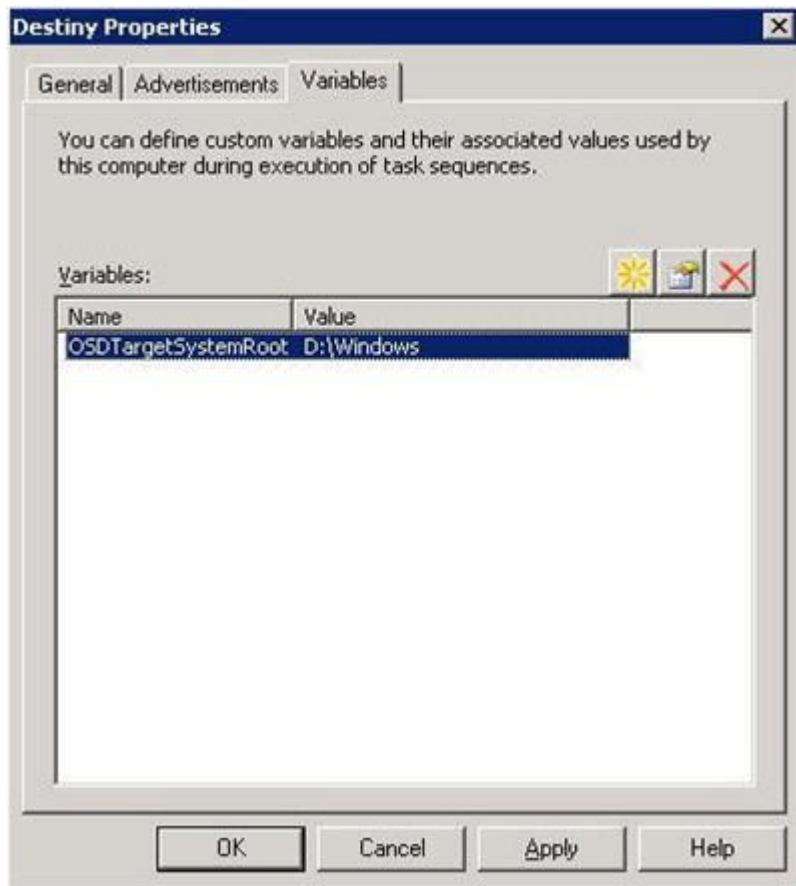 Destiny Properties
General
Advertisements
Variables
You can define custom variables and their associated values used by
this computer during execution of task sequences.
Variables:
Name Value
OSDTargetSystemRoot D:\Windows
OK Cancel Apply Help